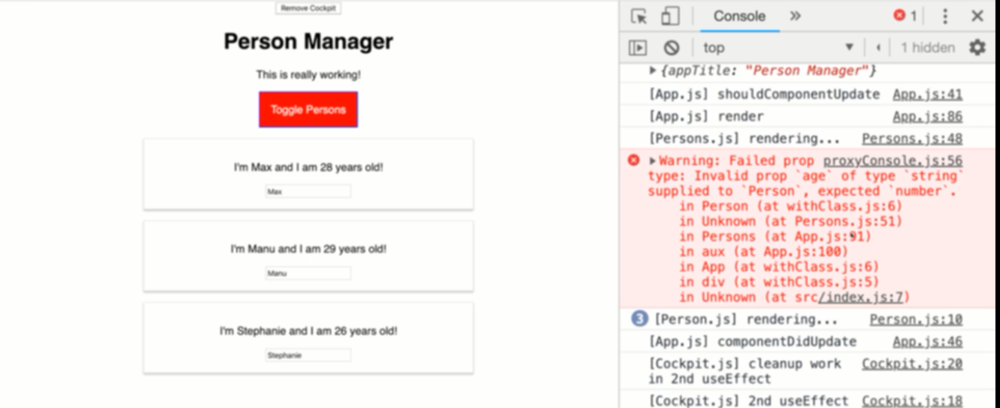 Remove Cockpit
Person Manager
This is really working!
Toggle Persons
I'm Max and I am 28 years old!
Max
I'm Manu and I am 29 years old!
Manu
I'm Stephanie and I am 26 years old!
Stephanie
Console » 1
top 1 hidden
{appTitle: "Person Manager"}
[App.js] shouldComponentUpdate App.js:41
[App.js] render App.js:86
[Persons.js] rendering... Persons.js:48
Warning: Failed prop proxyConsole.js:56
type: Invalid prop `age` of type `string`
supplied to `Person`, expected `number`.
in Person (at withClass.js:6)
in Unknown (at Persons.js:51)
in Persons (at App.js:91)
in aux (at App.js:100)
in App (at withClass.js:6)
in div (at withClass.js:5)
in Unknown (at src/index.js:7)
3 [Person.js] rendering... Person.js:10
[App.js] componentDidUpdate App.js:46
[Cockpit.js] cleanup work Cockpit.js:20
in 2nd useEffect
[Cockpit.js] 2nd useEffect Cockpit.js:18